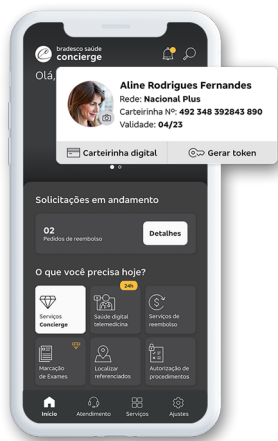 bradesco saúde
concierge
Olá,
Aline Rodrigues Fernandes
Rede: Nacional Plus
Carteirinha Nº: 492 348 392843 890
Validade: 04/23
Carteirinha digital
Gerar token
Solicitações em andamento
02
Pedidos de reembolso
Detalhes
O que você precisa hoje?
24h
Serviços
Concierge
Saúde digital
telemedicina
Serviços de
reembolso
Marcação
de Exames
Localizar
referenciados
Autorização de
procedimentos
Início
Atendimento
Serviços
Ajustes